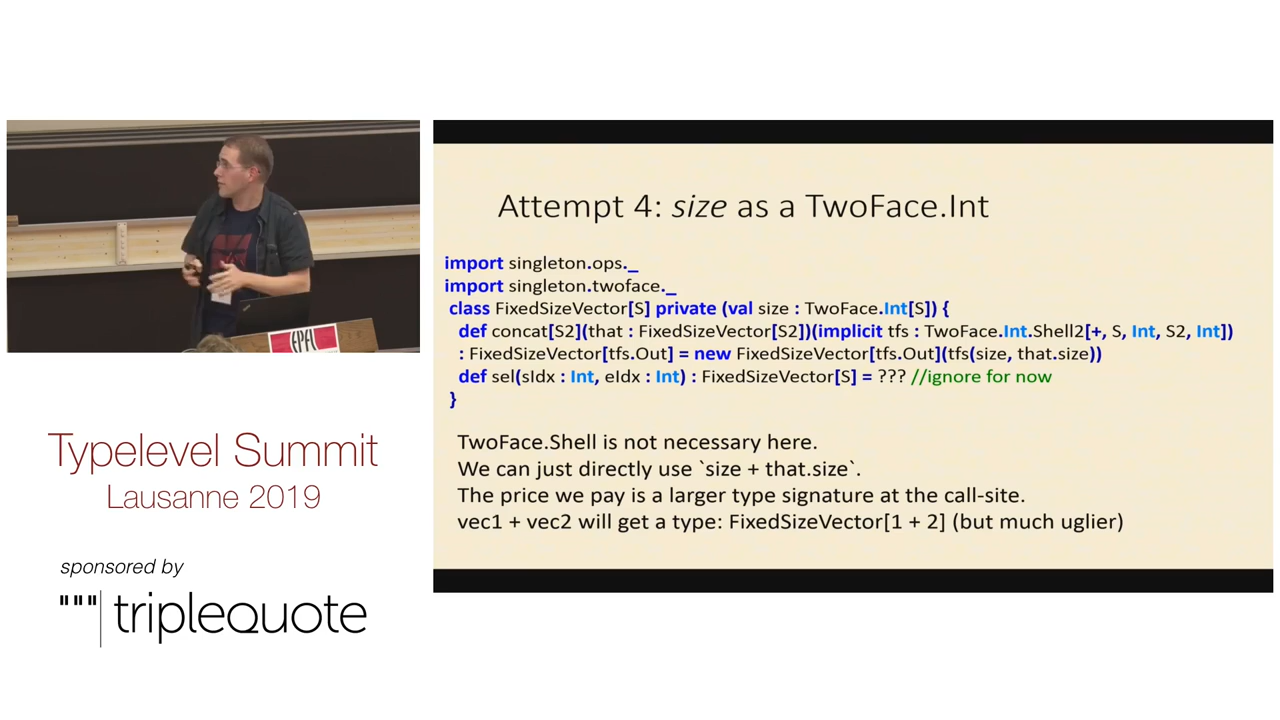 EPFL
Typelevel Summit
Lausanne 2019
sponsored by
"""|triplequote
Attempt 4: size as a TwoFace.Int
import singleton.ops._
import singleton.twoface._
class FixedSizeVector[S] private (val size : TwoFace.Int[S]) {
def concat[S2](that : FixedSizeVector[S2])(implicit tfs : TwoFace.Int.Shell2[+, S, Int, S2, Int])
: FixedSizeVector[tfs.Out] = new FixedSizeVector[tfs.Out](tfs(size, that.size))
def sel(sIdx : Int, eIdx : Int) : FixedSizeVector[S] = ??? //ignore for now
}
TwoFace.Shell is not necessary here.
We can just directly use `size + that.size`.
The price we pay is a larger type signature at the call-site.
vec1 + vec2 will get a type: FixedSizeVector[1 + 2] (but much uglier)